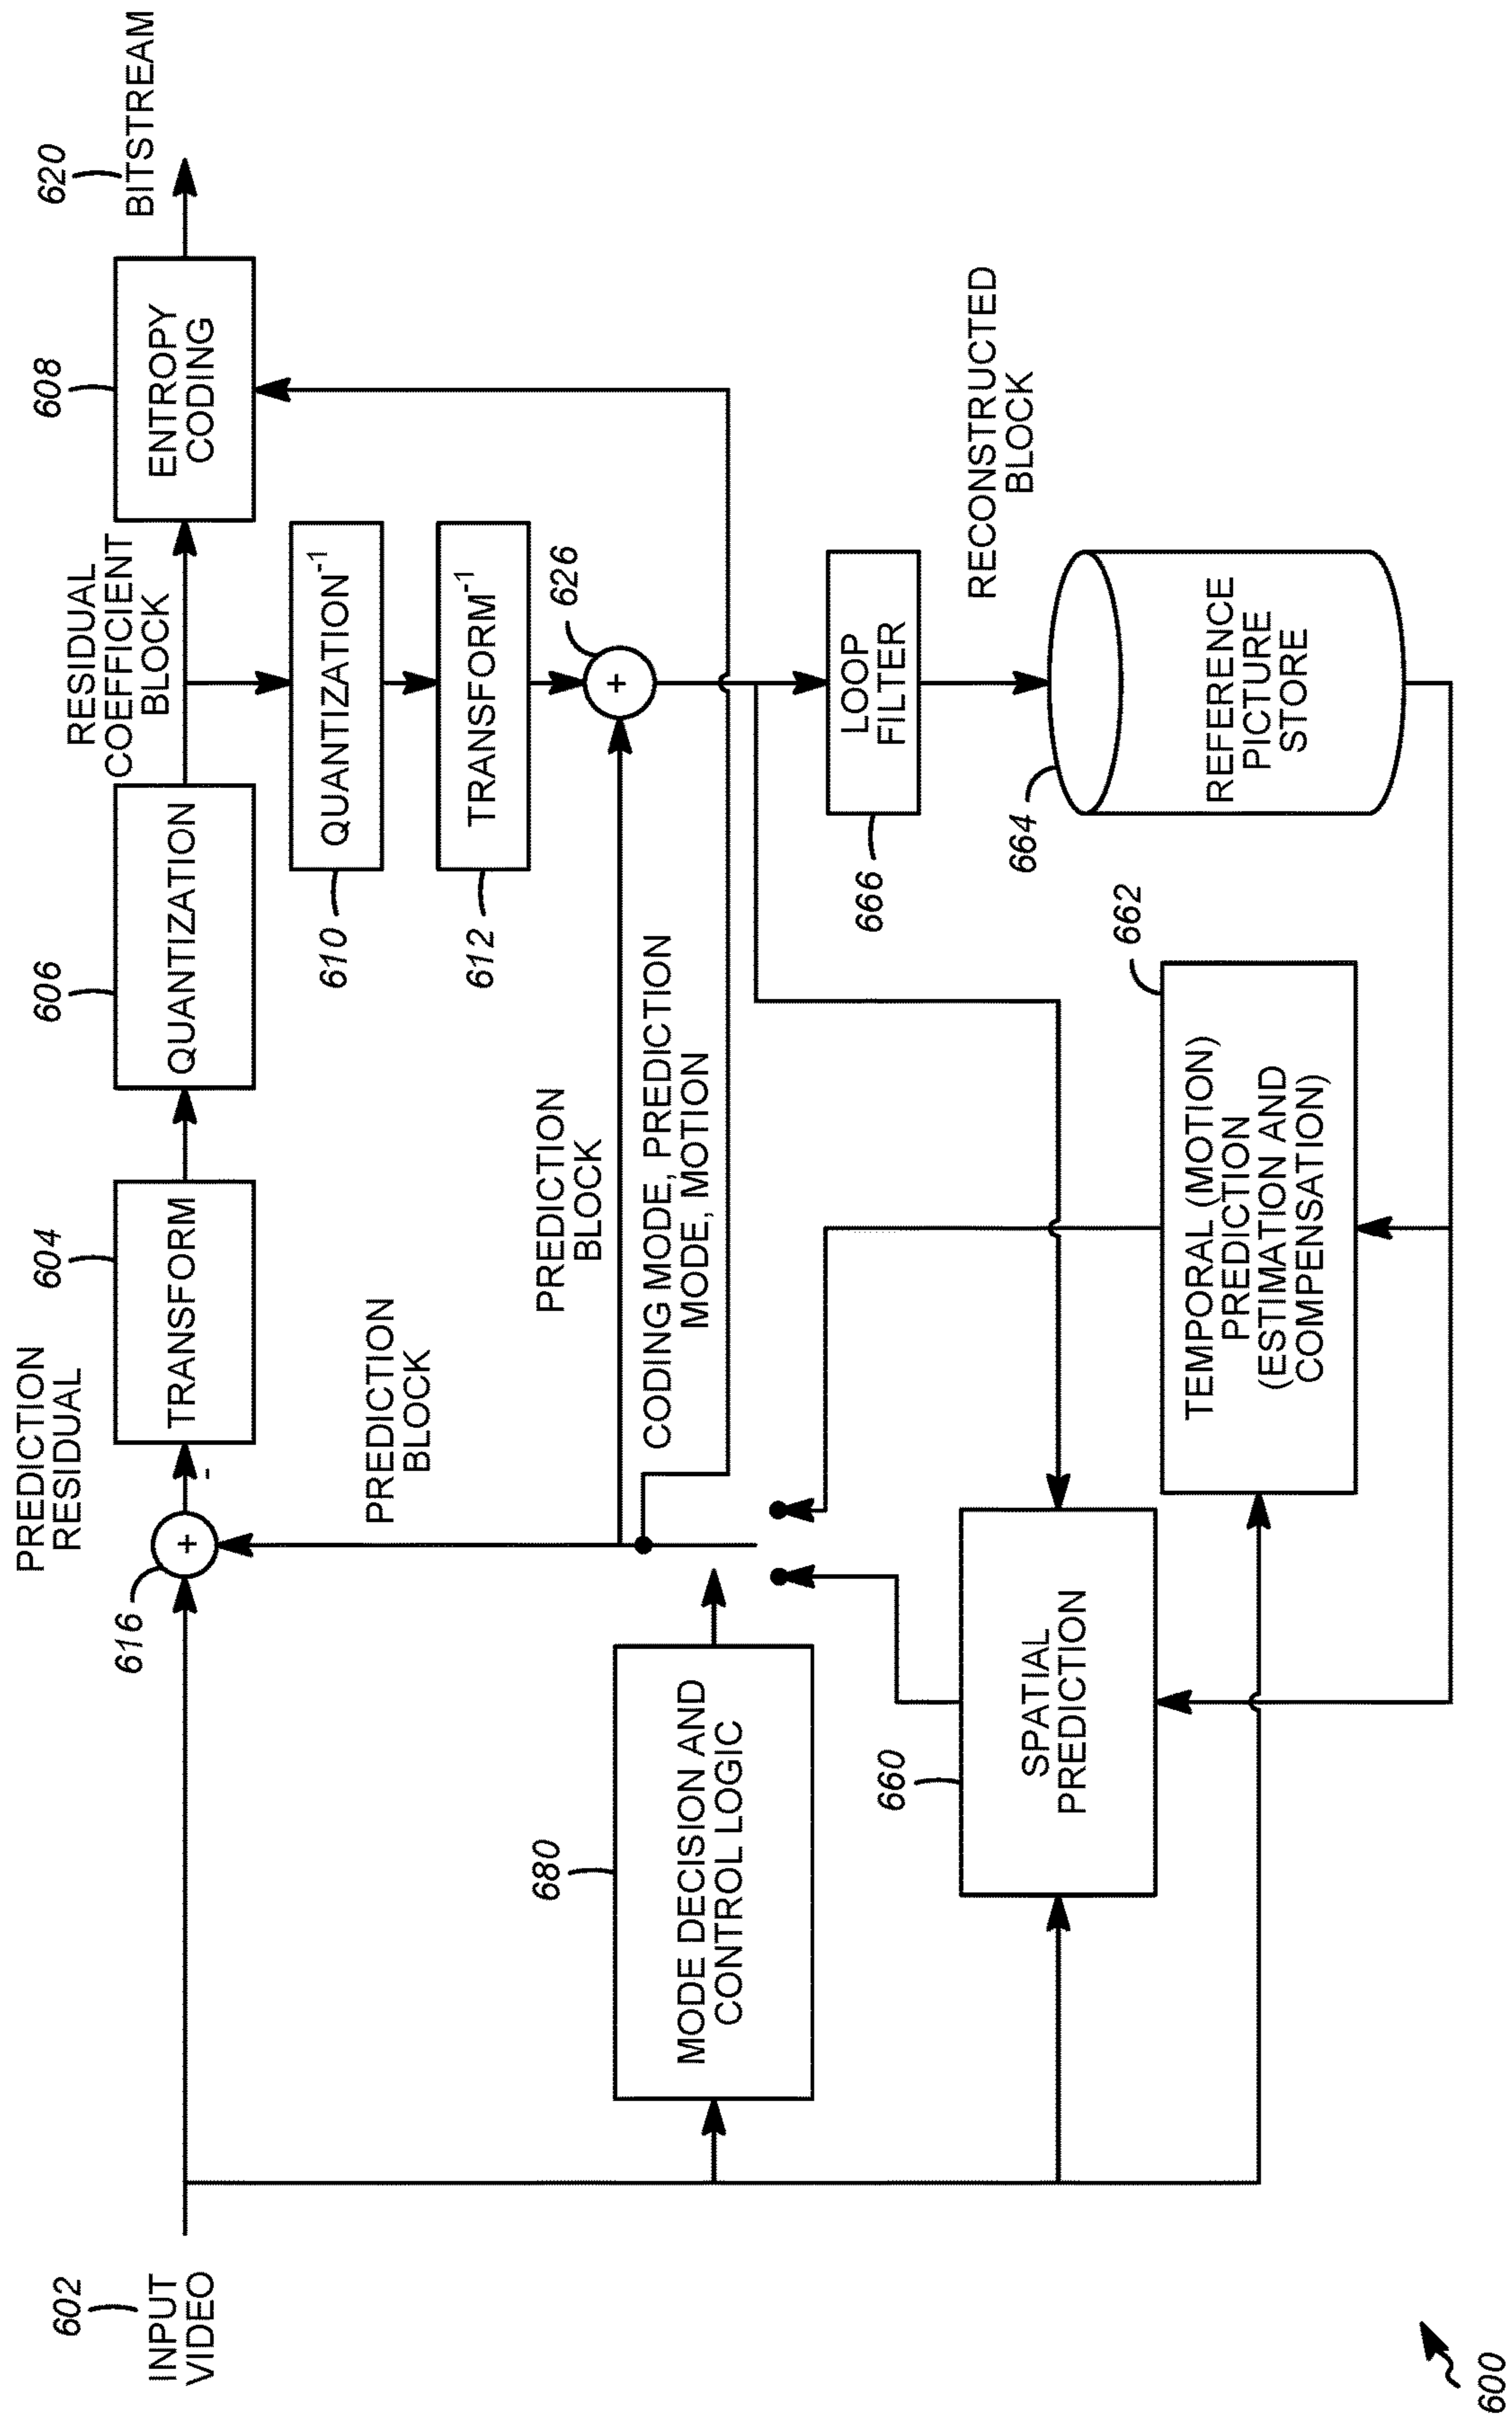 602
INPUT
VIDEO
616
PREDICTION
RESIDUAL
+
-
604
TRANSFORM
606
QUANTIZATION
RESIDUAL
COEFFICIENT
BLOCK
608
ENTROPY
CODING
620
BITSTREAM
PREDICTION
BLOCK
610
QUANTIZATION-1
612
TRANSFORM-1
PREDICTION
BLOCK
626
+
CODING MODE, PREDICTION
MODE, MOTION
680
MODE DECISION AND
CONTROL LOGIC
666
LOOP
FILTER
RECONSTRUCTED
BLOCK
660
SPATIAL
PREDICTION
662
TEMPORAL (MOTION)
PREDICTION
(ESTIMATION AND
COMPENSATION)
664
REFERENCE
PICTURE
STORE
600